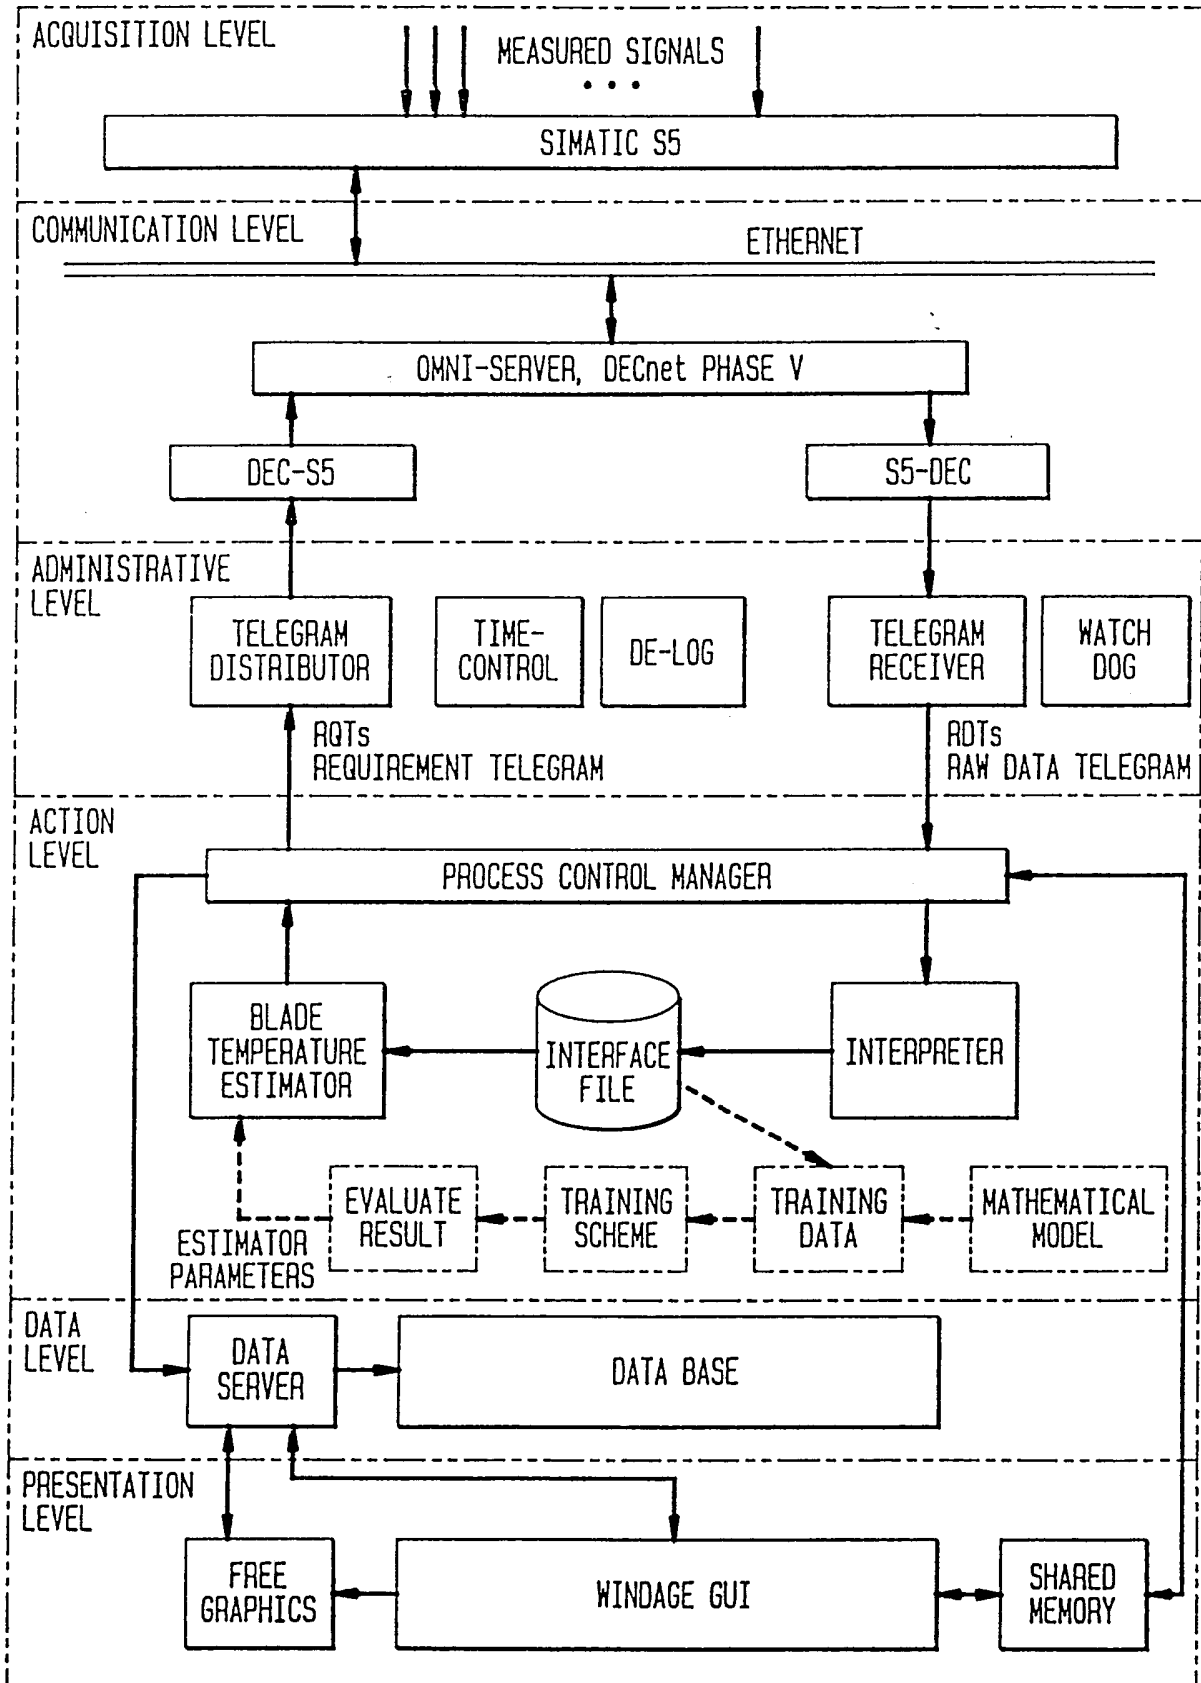 ACQUISITION LEVEL
MEASURED SIGNALS
...
SIMATIC S5
COMMUNICATION LEVEL
ETHERNET
OMNI-SERVER, DECnet PHASE V
DEC-S5
S5-DEC
ADMINISTRATIVE
LEVEL
TELEGRAM
DISTRIBUTOR
TIME-
CONTROL
DE-LOG
TELEGRAM
RECEIVER
WATCH
DOG
RQTs
REQUIREMENT TELEGRAM
RDTs
RAW DATA TELEGRAM
ACTION
LEVEL
PROCESS CONTROL MANAGER
BLADE
TEMPERATURE
ESTIMATOR
INTERFACE
FILE
INTERPRETER
EVALUATE
RESULT
TRAINING
SCHEME
TRAINING
DATA
MATHEMATICAL
MODEL
ESTIMATOR
PARAMETERS
DATA
LEVEL
DATA
SERVER
DATA BASE
PRESENTATION
LEVEL
FREE
GRAPHICS
WINDAGE GUI
SHARED
MEMORY